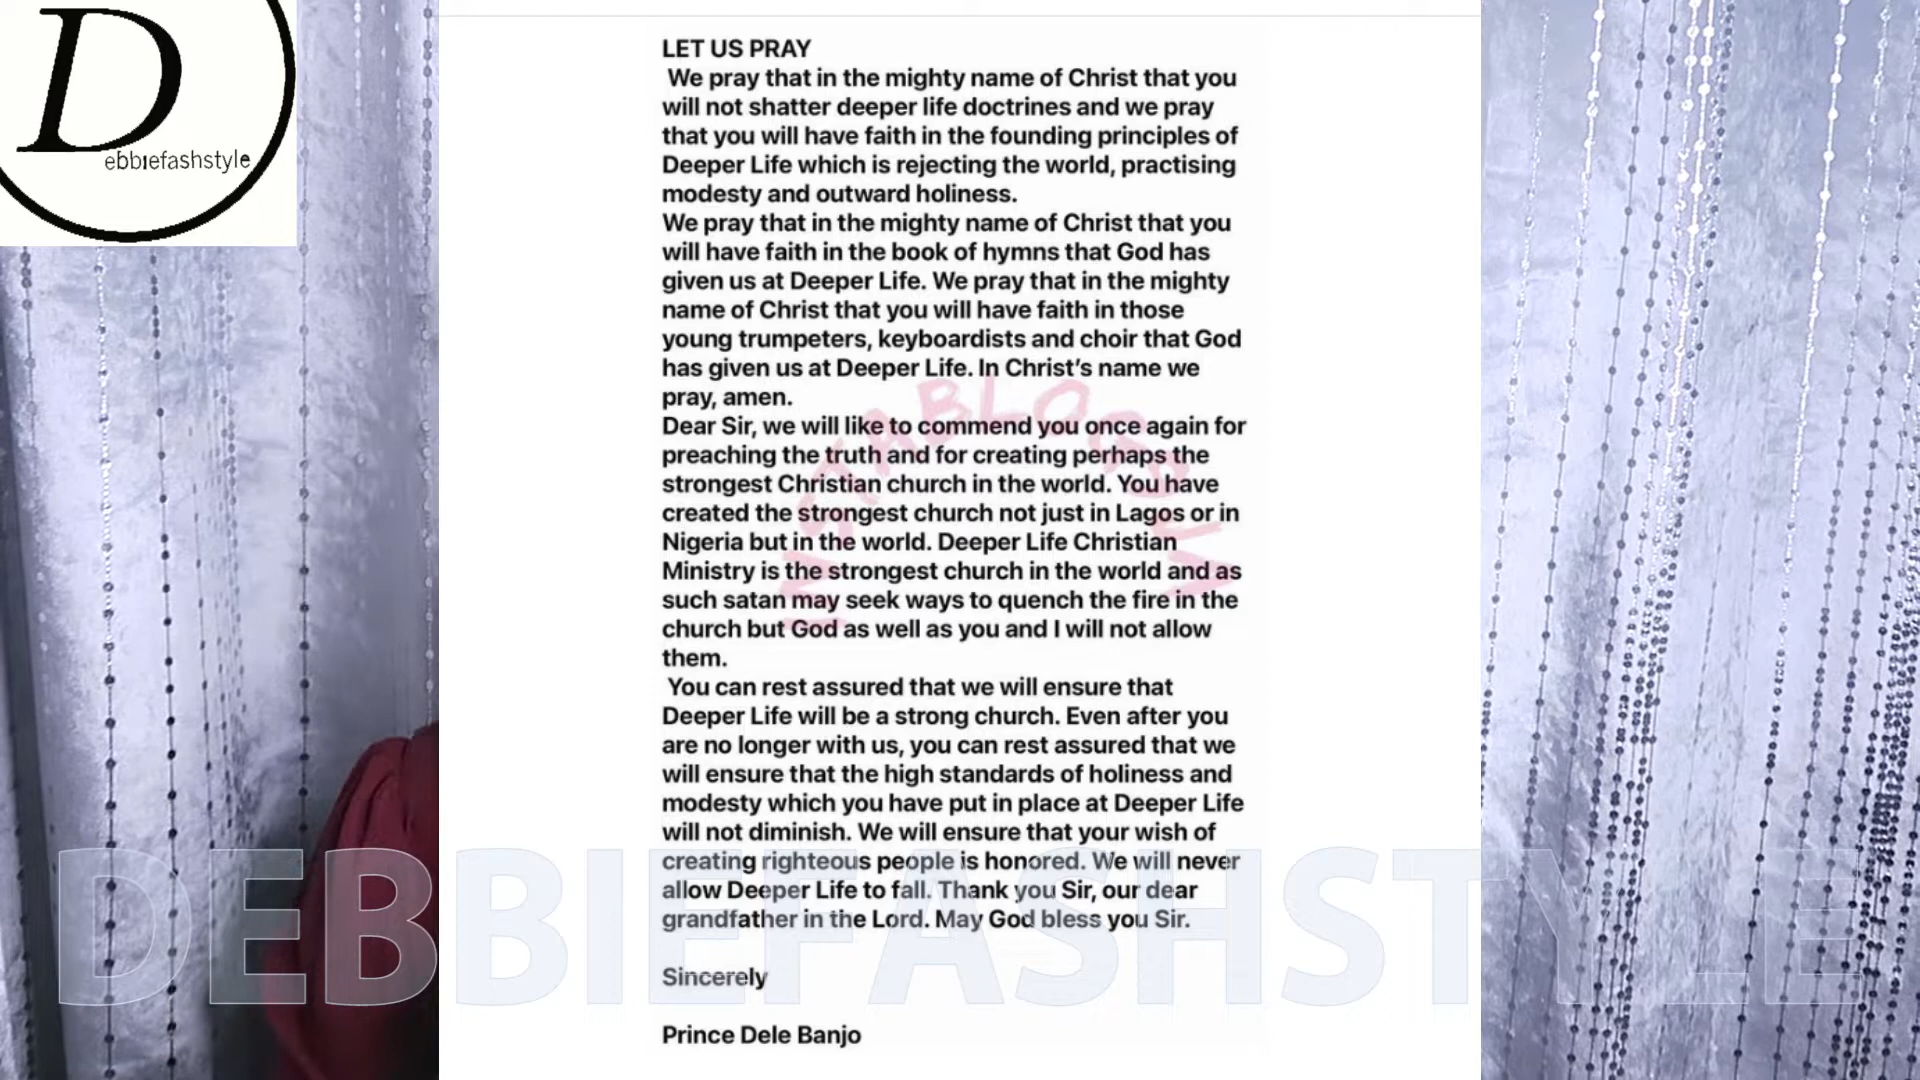 D
ebbiefashstyle
LET US PRAY
We pray that in the mighty name of Christ that you
will not shatter deeper life doctrines and we pray
that you will have faith in the founding principles of
Deeper Life which is rejecting the world, practising
modesty and outward holiness.
We pray that in the mighty name of Christ that you
will have faith in the book of hymns that God has
given us at Deeper Life. We pray that in the mighty
name of Christ that you will have faith in those
young trumpeters, keyboardists and choir that God
has given us at Deeper Life. In Christ’s name we
pray, amen.
Dear Sir, we will like to commend you once again for
preaching the truth and for creating perhaps the
strongest Christian church in the world. You have
created the strongest church not just in Lagos or in
Nigeria but in the world. Deeper Life Christian
Ministry is the strongest church in the world and as
such satan may seek ways to quench the fire in the
church but God as well as you and I will not allow
them.
You can rest assured that we will ensure that
Deeper Life will be a strong church. Even after you
are no longer with us, you can rest assured that we
will ensure that the high standards of holiness and
modesty which you have put in place at Deeper Life
will not diminish. We will ensure that your wish of
creating righteous people is honored. We will never
allow Deeper Life to fall. Thank you Sir, our dear
grandfather in the Lord. May God bless you Sir.
Sincerely
Prince Dele Banjo
DEBBIEFASHSTYLE